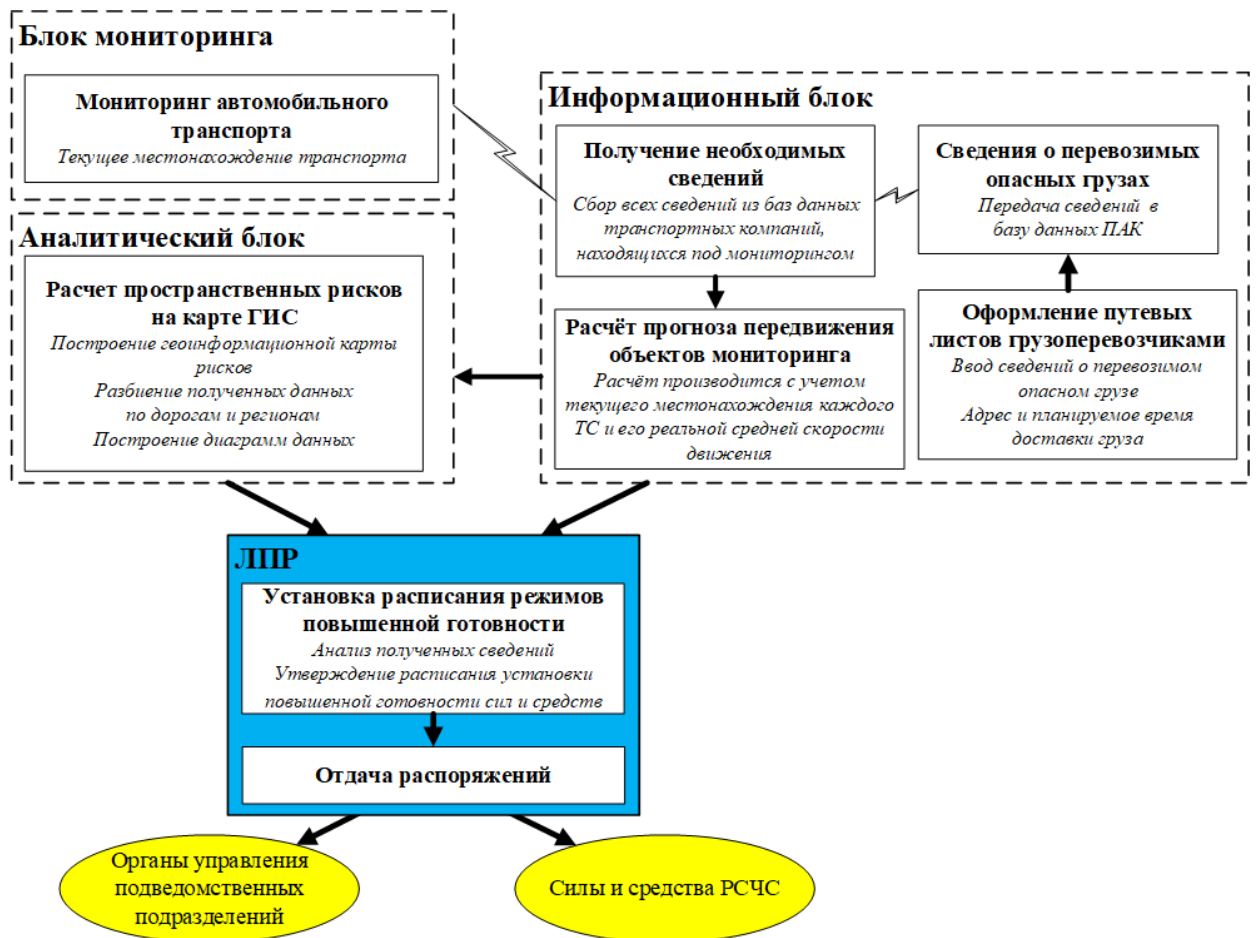 Блок мониторинга
Мониторинг автомобильного
транспорта
Текущее местонахождение транспорта
Информационный блок
Получение необходимых
сведений
Сбор всех сведений из баз данных
транспортных компаний,
находящихся под мониторингом
Сведения о перевозимых
опасных грузах
Передача сведений в
базу данных ПАК
Аналитический блок
Расчет пространственных рисков
на карте ГИС
Построение геоинформационной карты
рисков
Разбиение полученных данных
по дорогам и регионам
Построение диаграмм данных
Расчёт прогноза передвижения
объектов мониторинга
Расчёт производится с учетом
текущего местонахождения каждого
ТС и его реальной средней скорости
движения
Оформление путевых
листов грузоперевозчиками
Ввод сведений о перевозимом
опасном грузе
Адрес и планируемое время
доставки груза
ЛПР
Установка расписания режимов
повышенной готовности
Анализ полученных сведений
Утверждение расписания установки
повышенной готовности сил и средств
Отдача распоряжений
Органы управления
подведомственных
подразделений
Силы и средства РСЧС